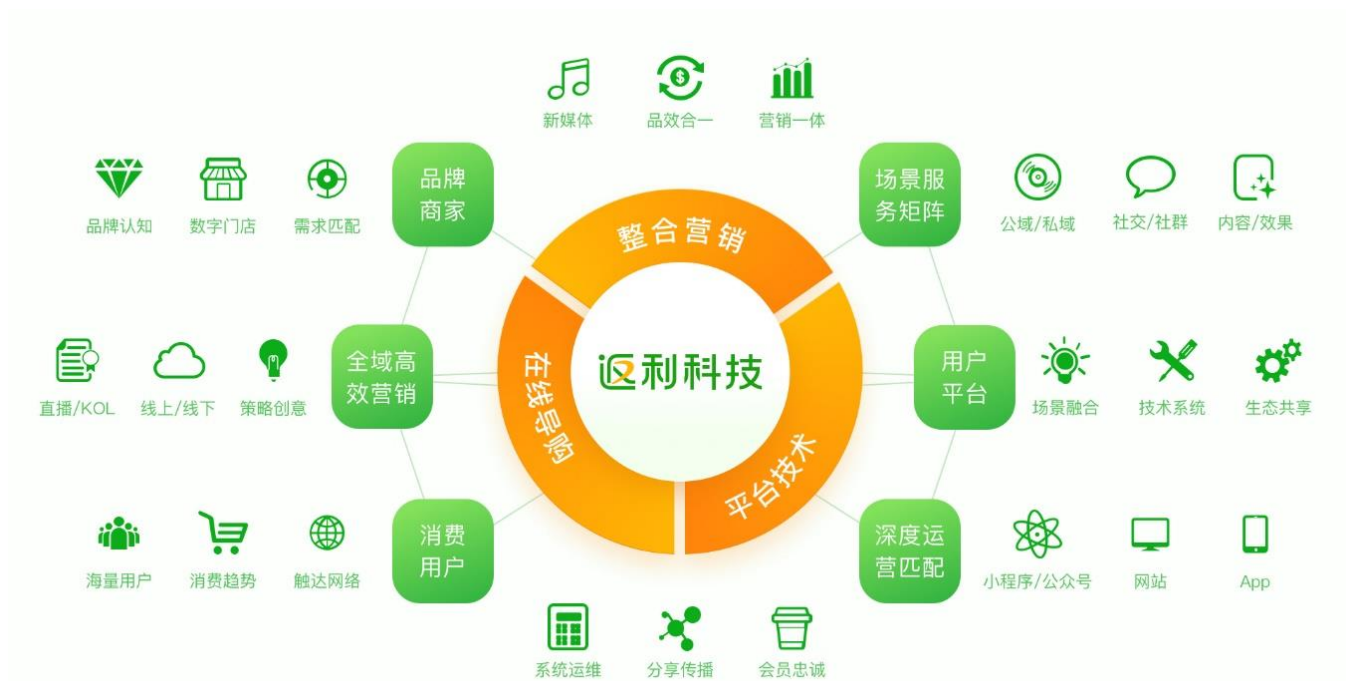 新媒体
品效合一
营销一体
品牌
商家
场景服
务矩阵
品牌认知
数字门店
需求匹配
公域/私域
社交/社群
内容/效果
整合营销
在线导购
返利科技
平台技术
全域高
效营销
用户
平台
直播/KOL
线上/线下
策略创意
场景融合
技术系统
生态共享
消费
用户
深度运
营匹配
海量用户
消费趋势
触达网络
小程序/公众号
网站
App
系统运维
分享传播
会员忠诚